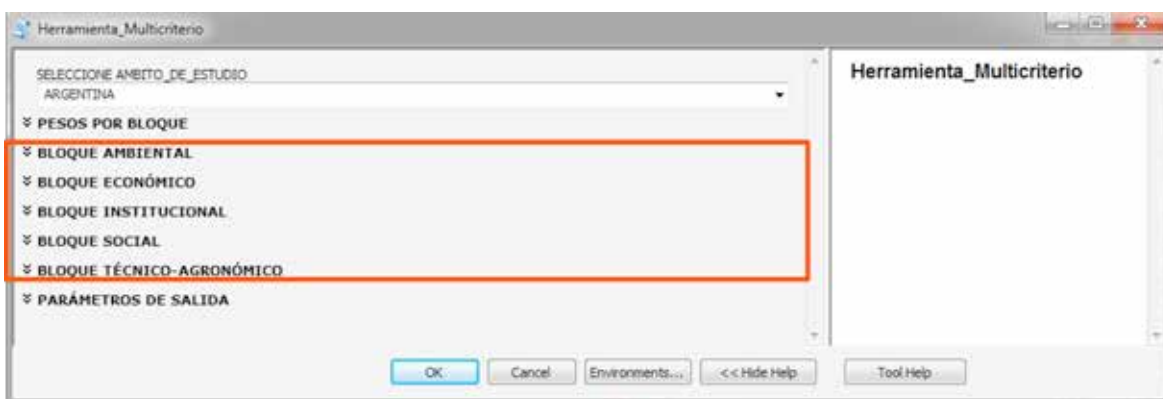 Herramienta_Multicriterio
SELECCIONE AMBITO_DE_ESTUDIO
ARGENTINA
PESOS POR BLOQUE
BLOQUE AMBIENTAL
BLOQUE ECONÓMICO
BLOQUE INSTITUCIONAL
BLOQUE SOCIAL
BLOQUE TÉCNICO-AGRONÓMICO
PARÁMETROS DE SALIDA
Herramienta_Multicriterio
OK Cancel Environments... << Hide Help Tool Help